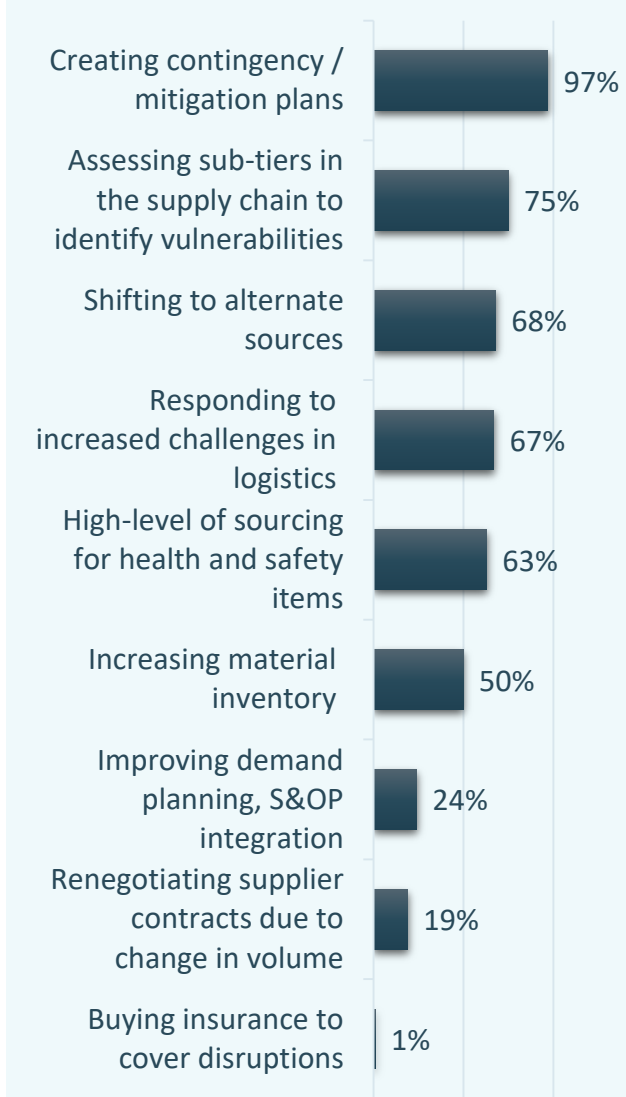 Creating contingency /
mitigation plans
97%
Assessing sub-tiers in
the supply chain to
identify vulnerabilities
75%
Shifting to alternate
sources
68%
Responding to
increased challenges in
logistics
67%
High-level of sourcing
for health and safety
items
63%
Increasing material
inventory
50%
Improving demand
planning, S&OP
integration
24%
Renegotiating supplier
contracts due to
change in volume
19%
Buying insurance to
cover disruptions
1%